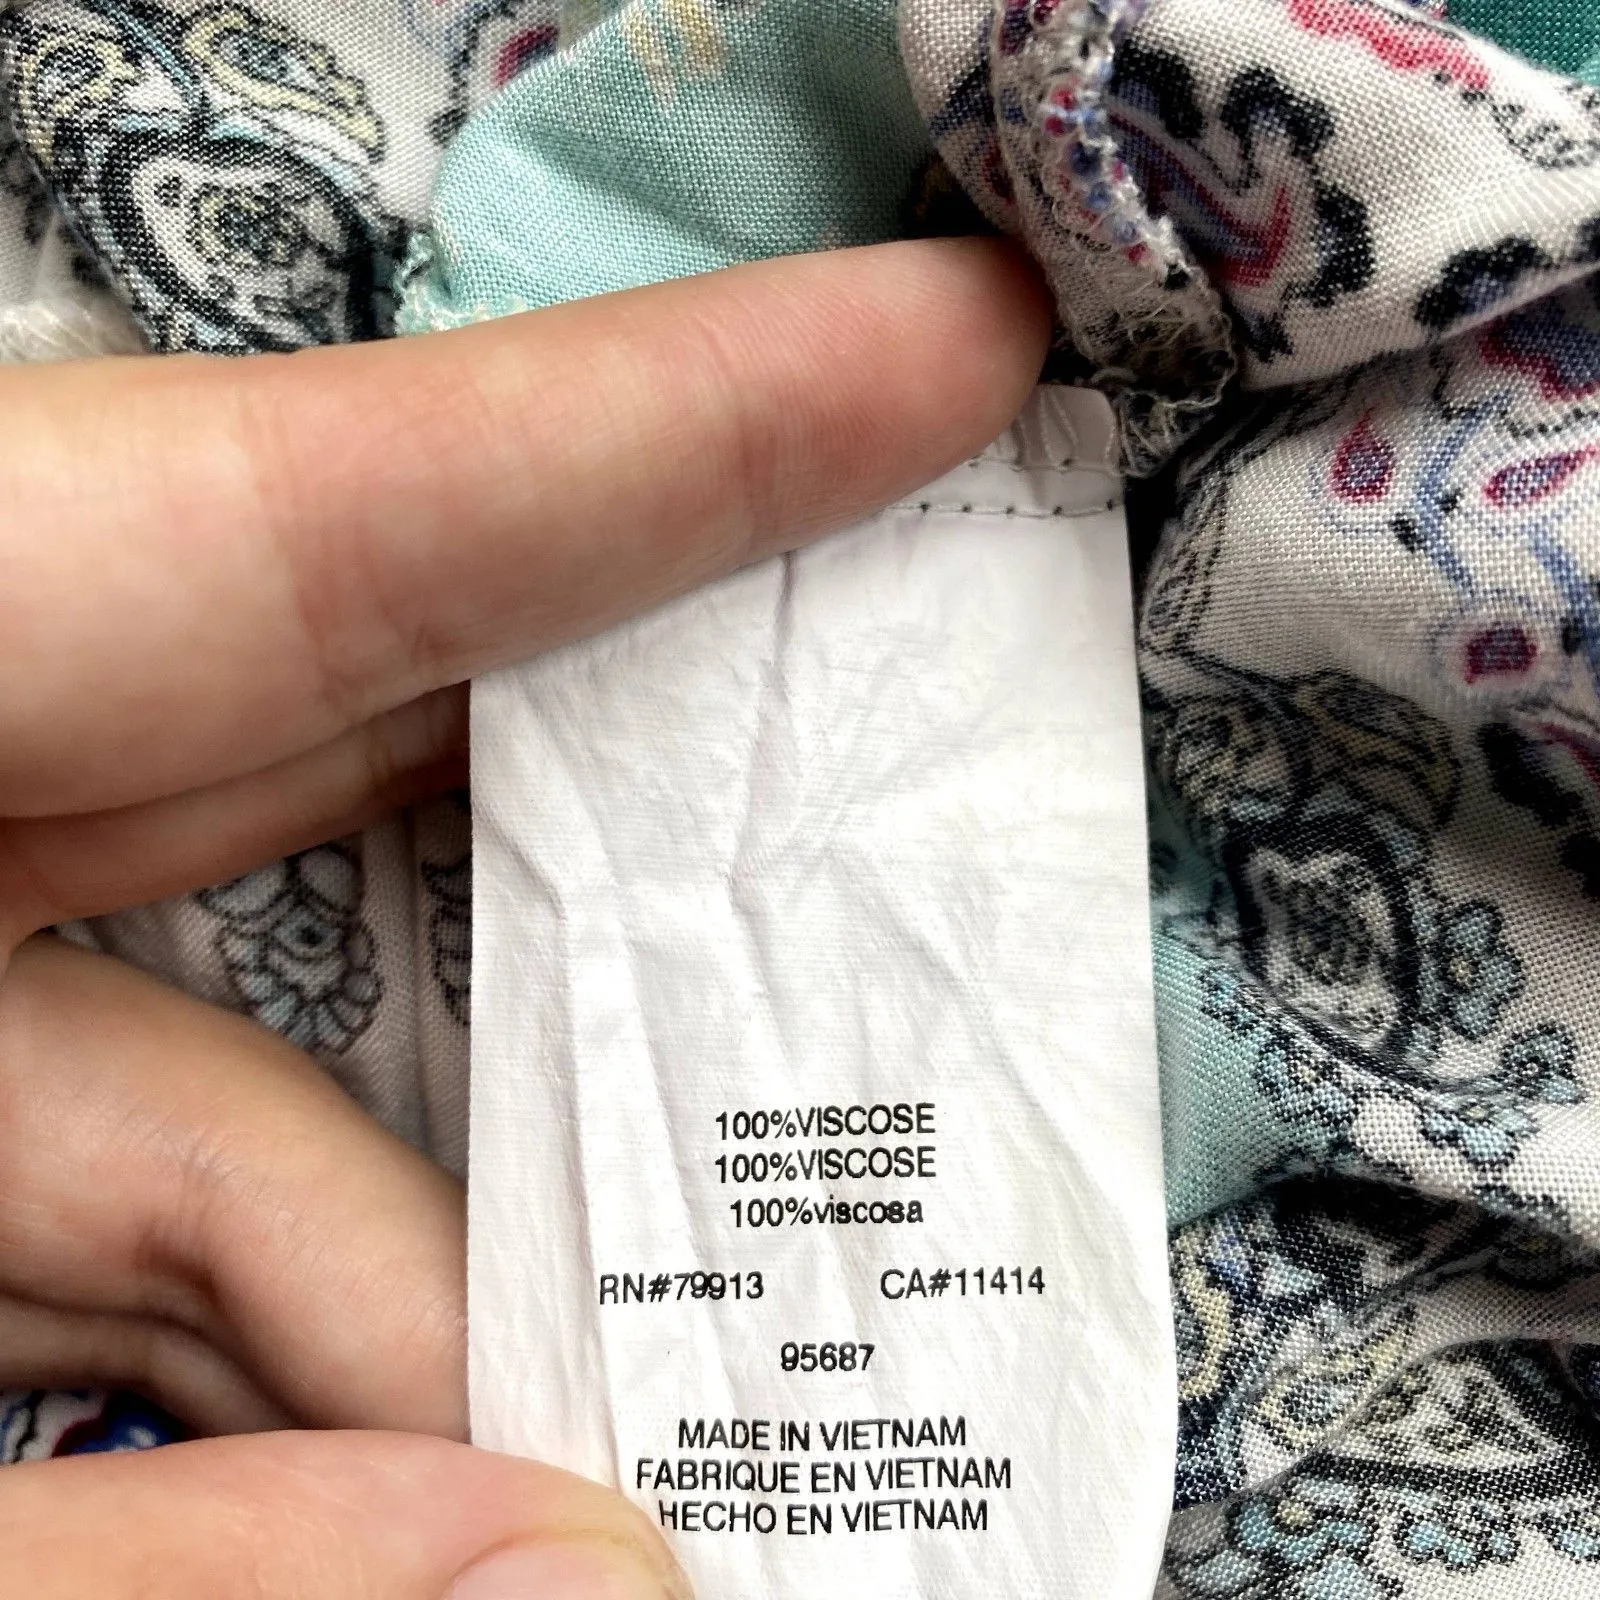 100%VISCOSE
100%VISCOSE
100%viscosa
RN#79913 CA#11414
95687
MADE IN VIETNAM
FABRIQUE EN VIETNAM
HECHO EN VIETNAM